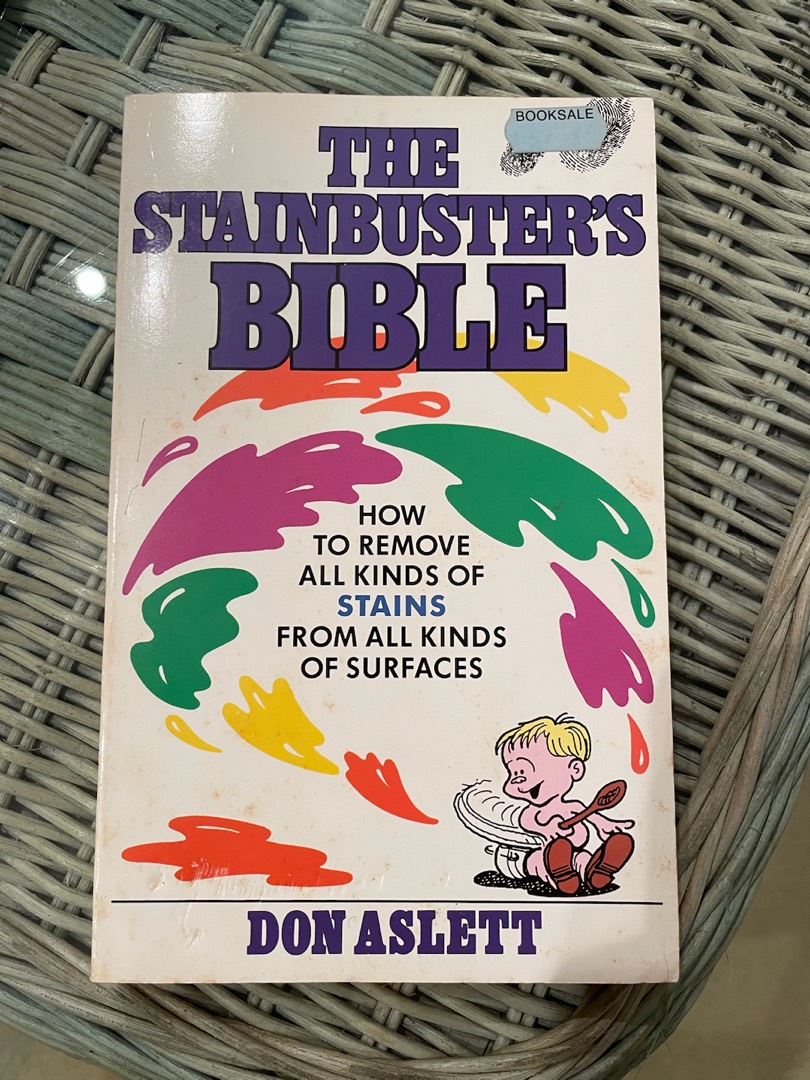 BOOKSALE
THE
STAINBUSTER'S
BIBLE
HOW
TO REMOVE
ALL KINDS OF
STAINS
FROM ALL KINDS
OF SURFACES
DON ASLETT